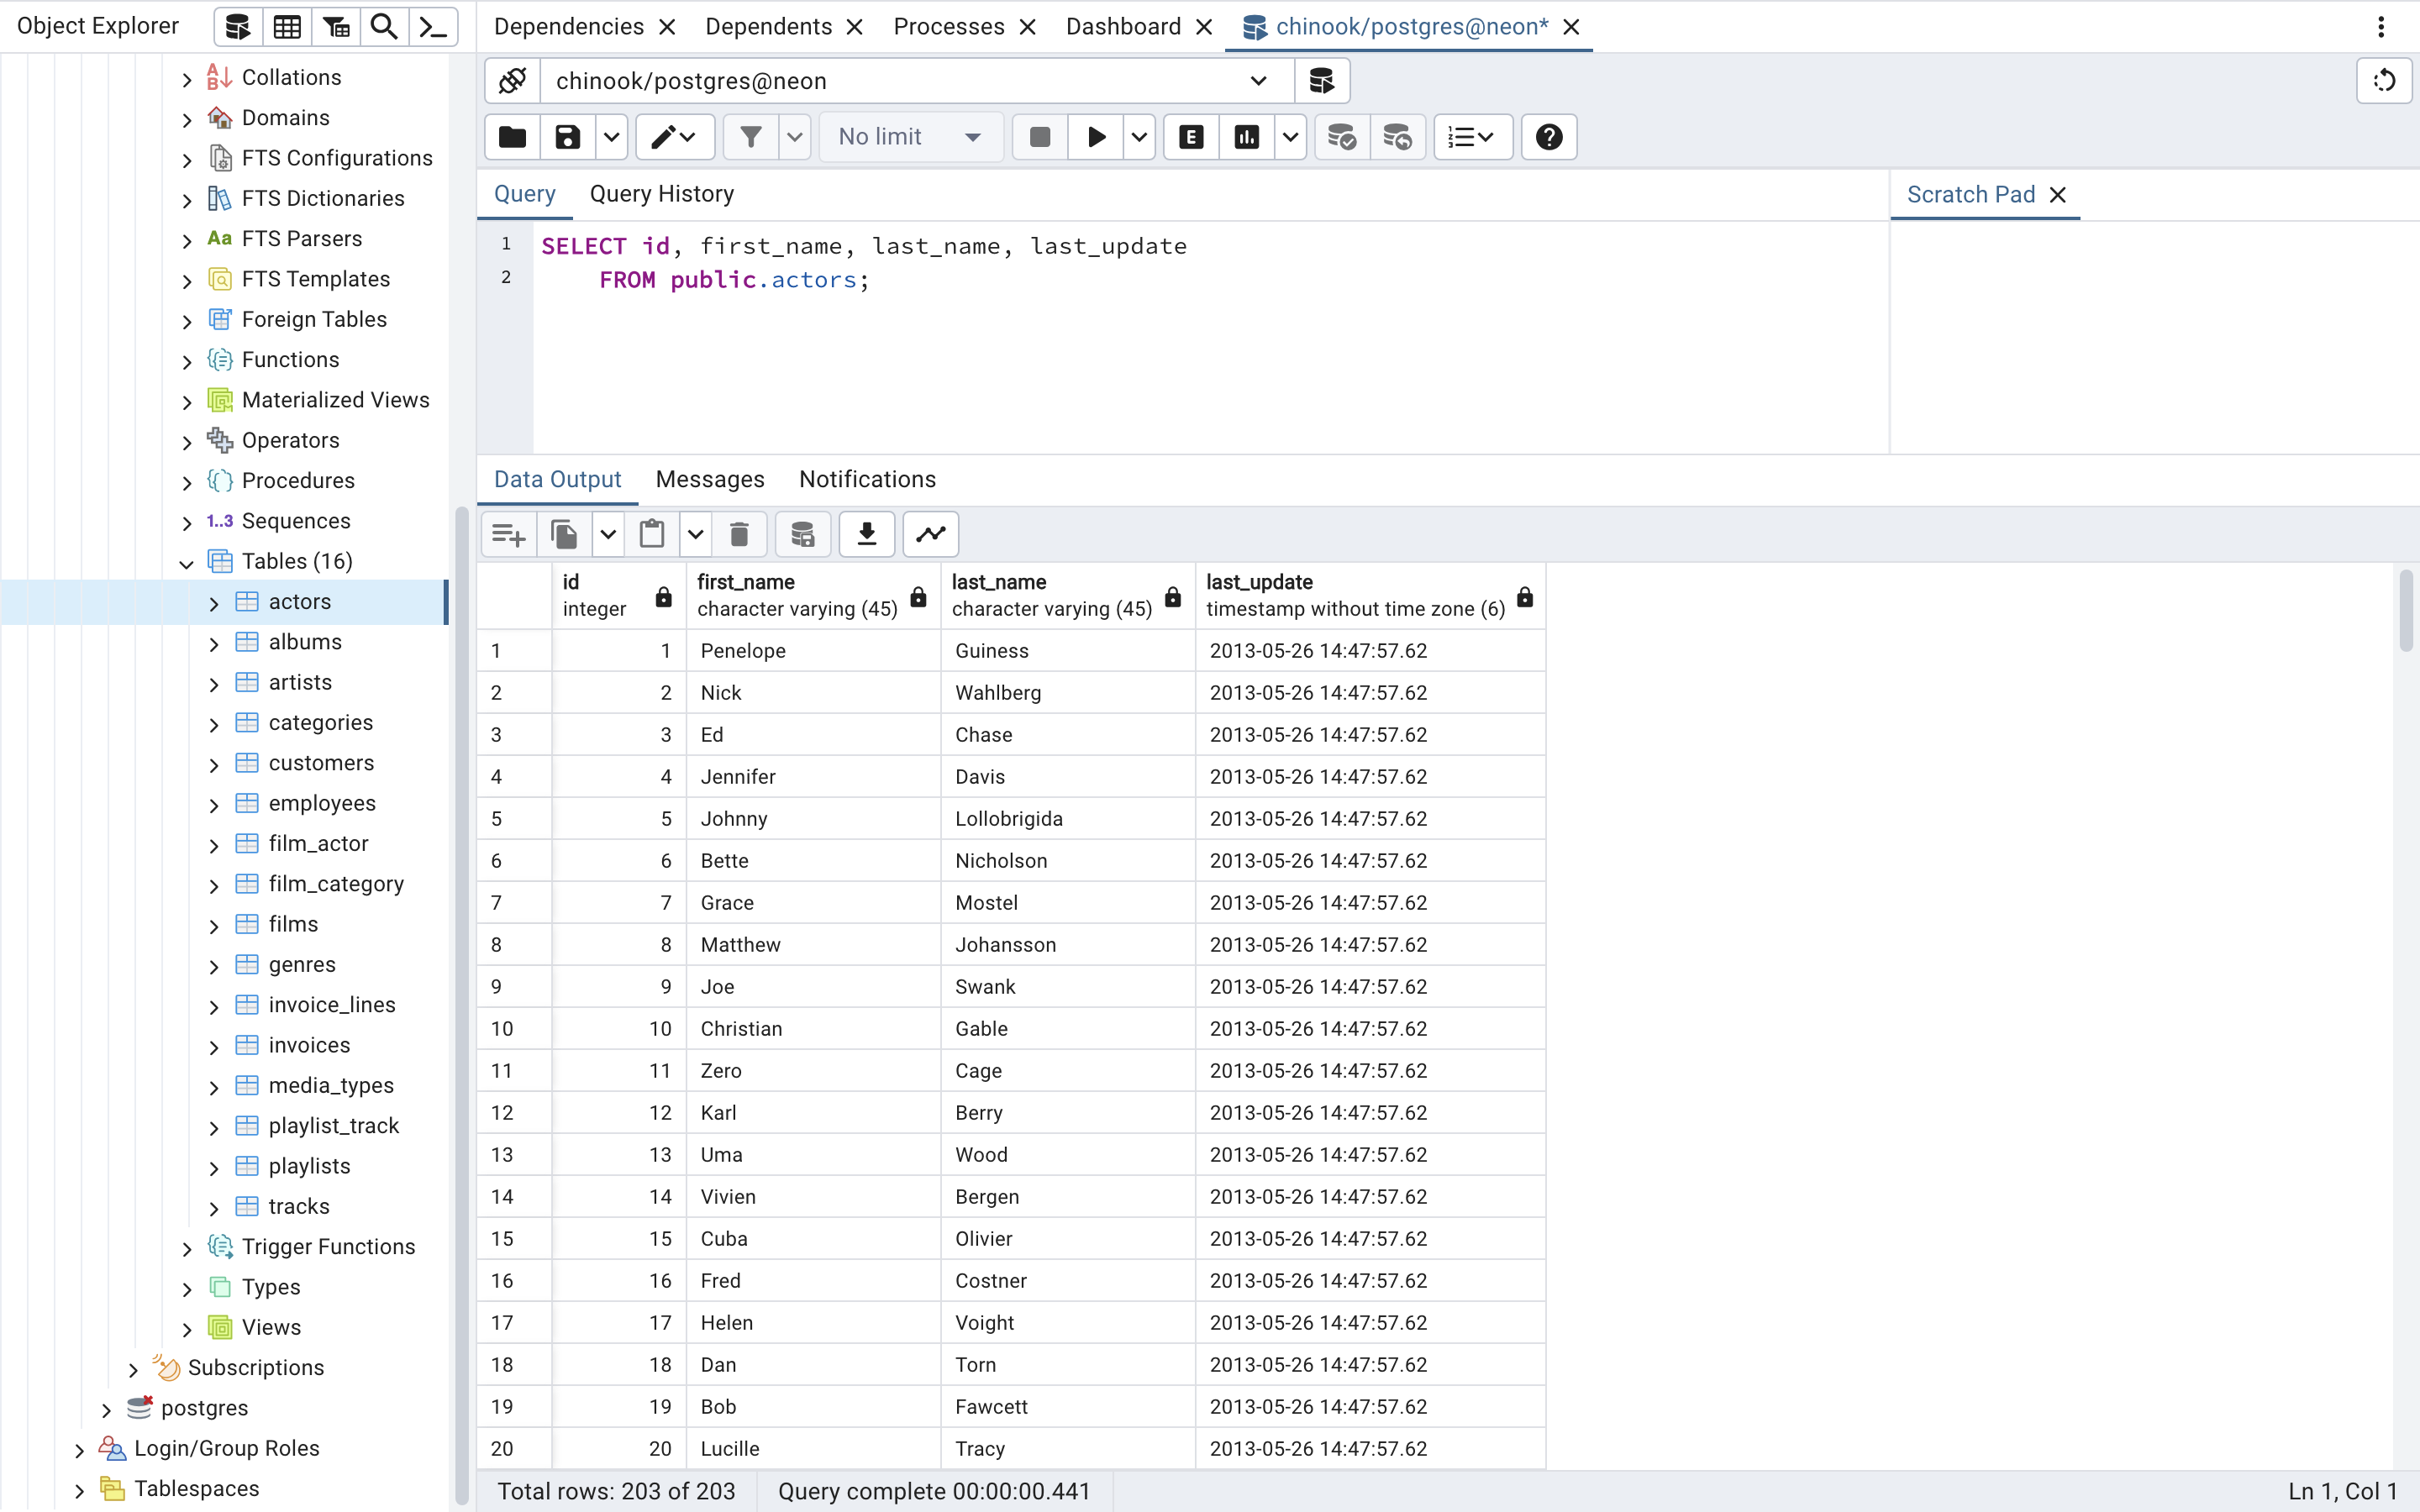 Object Explorer
Dependencies
Dependents
Processes
Dashboard
chinook/postgres@neon*
chinook/postgres@neon
No limit
E
Query
Query History
Scratch Pad
1 SELECT id, first_name, last_name, last_update
2 FROM public.actors;
Collations
Domains
FTS Configurations
FTS Dictionaries
Aa FTS Parsers
FTS Templates
Foreign Tables
Functions
Materialized Views
Operators
Procedures
1..3 Sequences
Tables (16)
actors
albums
artists
categories
customers
employees
film_actor
film_category
films
genres
invoice_lines
invoices
media_types
playlist_track
playlists
tracks
Trigger Functions
Types
Views
Subscriptions
postgres
Login/Group Roles
Tablespaces
Data Output
Messages
Notifications
id first_name last_name last_update
integer character varying (45) character varying (45) timestamp without time zone (6)
1 1 Penelope Guiness 2013-05-26 14:47:57.62
2 2 Nick Wahlberg 2013-05-26 14:47:57.62
3 3 Ed Chase 2013-05-26 14:47:57.62
4 4 Jennifer Davis 2013-05-26 14:47:57.62
5 5 Johnny Lollobrigida 2013-05-26 14:47:57.62
6 6 Bette Nicholson 2013-05-26 14:47:57.62
7 7 Grace Mostel 2013-05-26 14:47:57.62
8 8 Matthew Johansson 2013-05-26 14:47:57.62
9 9 Joe Swank 2013-05-26 14:47:57.62
10 10 Christian Gable 2013-05-26 14:47:57.62
11 11 Zero Cage 2013-05-26 14:47:57.62
12 12 Karl Berry 2013-05-26 14:47:57.62
13 13 Uma Wood 2013-05-26 14:47:57.62
14 14 Vivien Bergen 2013-05-26 14:47:57.62
15 15 Cuba Olivier 2013-05-26 14:47:57.62
16 16 Fred Costner 2013-05-26 14:47:57.62
17 17 Helen Voight 2013-05-26 14:47:57.62
18 18 Dan Torn 2013-05-26 14:47:57.62
19 19 Bob Fawcett 2013-05-26 14:47:57.62
20 20 Lucille Tracy 2013-05-26 14:47:57.62
Total rows: 203 of 203
Query complete 00:00:00.441
Ln 1, Col 1